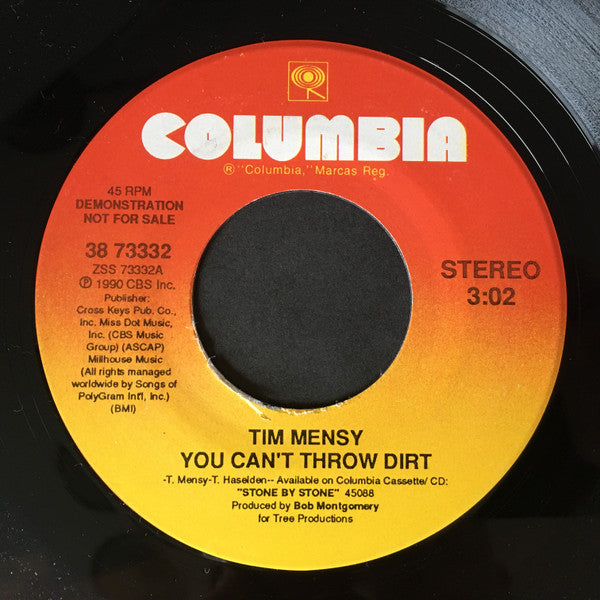 COLUMBIA
® "Columbia," Marcas Reg.
45 RPM
DEMONSTRATION
NOT FOR SALE
38 73332
ZSS 73332A
℗ 1990 CBS Inc.
Publisher:
Cross Keys Pub. Co.,
Inc. Miss Dot Music,
Inc. (CBS Music
Group) (ASCAP)
Millhouse Music
(All rights managed
worldwide by Songs of
PolyGram Int'l, Inc.)
(BMI)
STEREO
3:02
TIM MENSY
YOU CAN'T THROW DIRT
-T. Mensy-T. Haselden-- Available on Columbia Cassette/ CD:
"STONE BY STONE" 45088
Produced by Bob Montgomery
for Tree Productions